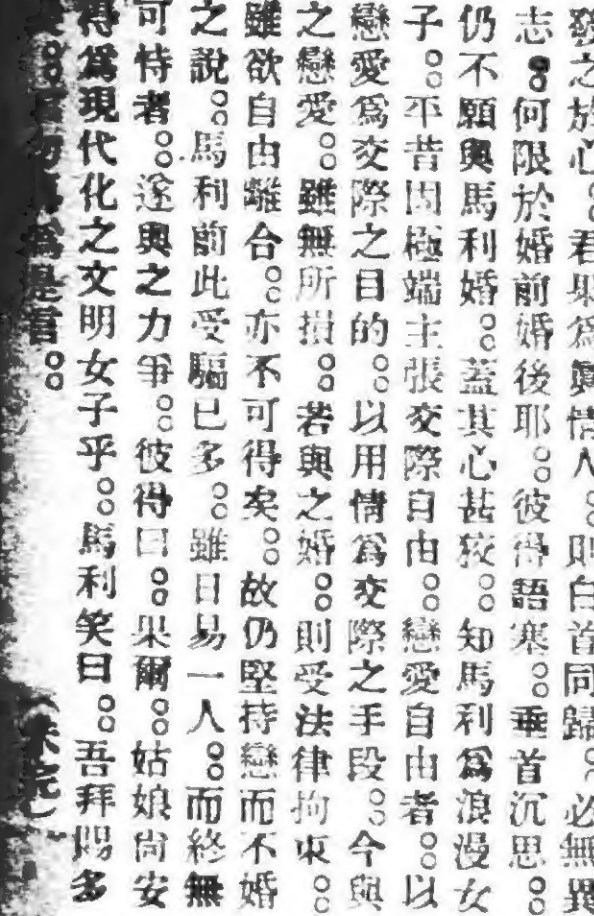 發之於心。君果爲眞情人。則白首同歸。必無異
志。何限於婚前婚後耶。彼得語塞。垂首沉思。
仍不願與馬利婚。蓋其心甚狡。知馬利爲浪漫女
子。平昔固極端主張交際自由。戀愛自由者。以
戀愛爲交際之目的。以用情爲交際之手段。今與
之戀愛。雖無所損。若與之婚。則受法律拘束。
雖欲自由離合。亦不可得矣。故仍堅持戀而不婚
之說。馬利前此受騙已多。雖日易一人。而終無
可恃者。遂與之力爭。彼得曰。果爾。姑娘尙安
得爲現代化之文明女子乎。馬利笑曰。吾拜賜多
爲是言。
(未完)